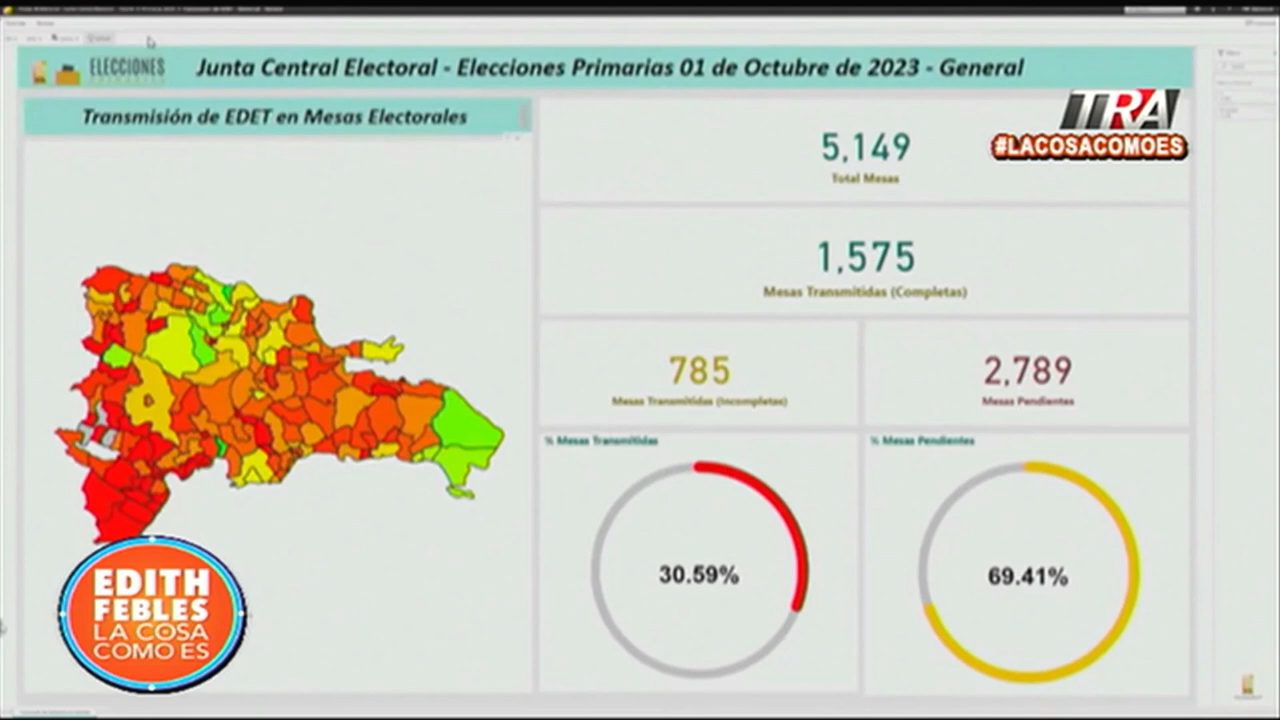 ELECCIONES
Junta Central Electoral - Elecciones Primarias 01 de Octubre de 2023 - General
Transmisión de EDET en Mesas Electorales
TRA
#LACOSACOMOES
5,149
Total Mesas
1,575
Mesas Transmitidas (Completas)
785
Mesas Transmitidas (Incompletas)
2,789
Mesas Pendientes
% Mesas Transmitidas
% Mesas Pendientes
30.59%
69.41%
EDITH
FEBLES
LA COSA
COMO ES